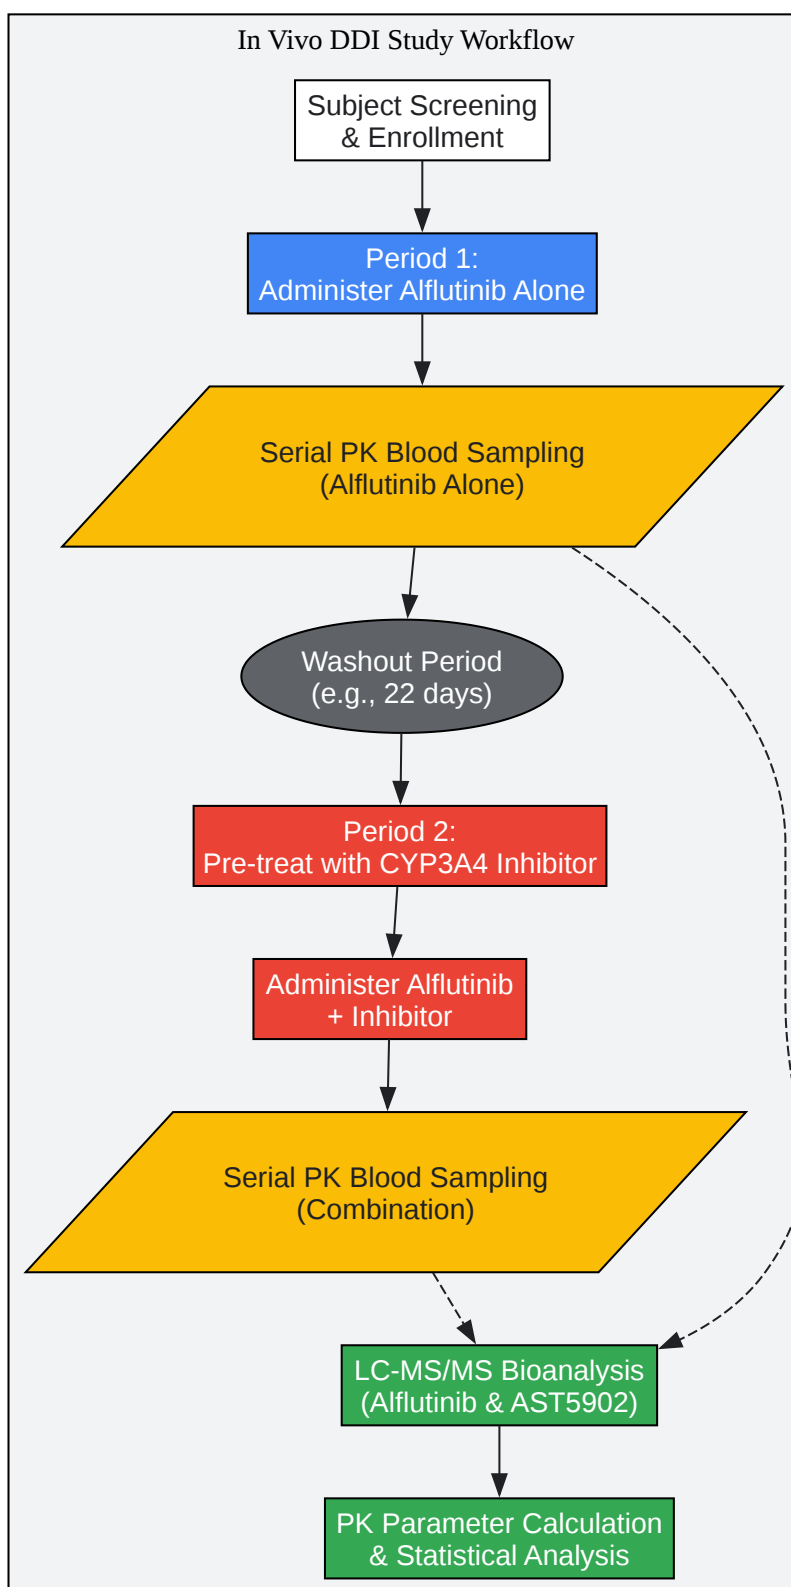 In Vivo DDI Study Workflow
Subject Screening
& Enrollment
Period 1:
Administer Alflutinib Alone
Serial PK Blood Sampling
(Alflutinib Alone)
Washout Period
(e.g., 22 days)
Period 2:
Pre-treat with CYP3A4 Inhibitor
Administer Alflutinib
+ Inhibitor
Serial PK Blood Sampling
(Combination)
LC-MS/MS Bioanalysis
(Alflutinib & AST5902)
PK Parameter Calculation
& Statistical Analysis